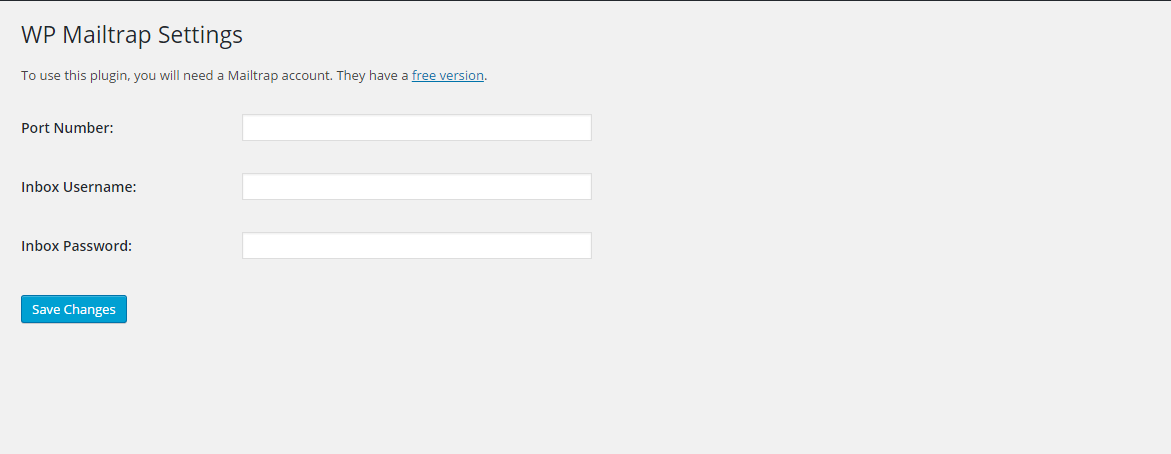 WP Mailtrap Settings
To use this plugin, you will need a Mailtrap account. They have a free version.
Port Number:
Inbox Username:
Inbox Password:
Save Changes